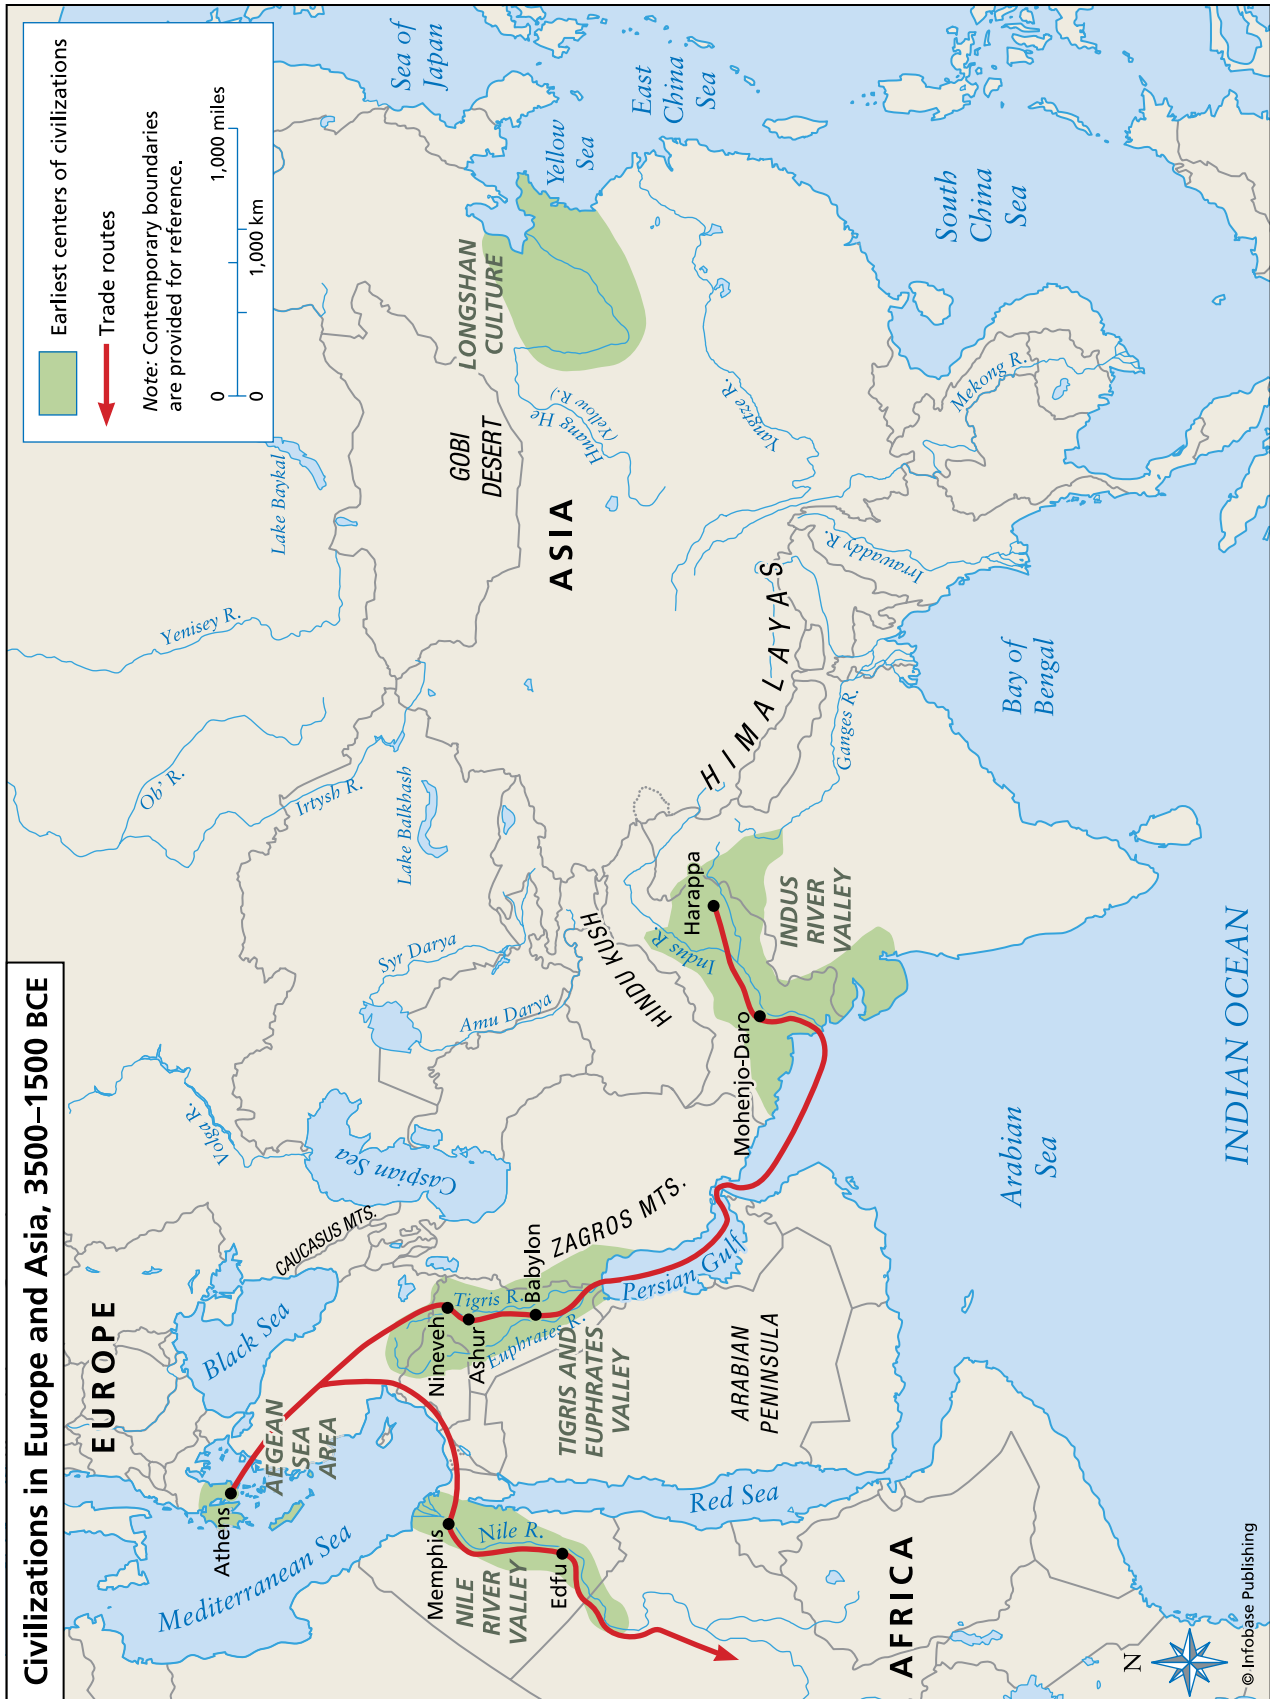 Civilizations in Europe and Asia, 3500–1500 BCE
Earliest centers of civilizations
Trade routes
Note: Contemporary boundaries
are provided for reference.
0
1,000 miles
0
1,000 km
EUROPE
ASIA
AFRICA
Ob' R.
Yenisey R.
Irtysh R.
Volga R.
Lake Baykal
Lake Balkhash
Syr Darya
Amu Darya
Caspian Sea
CAUCASUS MTS.
Black Sea
AEGEAN
SEA
AREA
Athens
Mediterranean Sea
Nineveh
Ashur
Babylon
Tigris R.
Euphrates R.
TIGRIS AND
EUPHRATES
VALLEY
ZAGROS MTS.
Persian Gulf
ARABIAN
PENINSULA
Memphis
Nile R.
NILE
RIVER
VALLEY
Edfu
Red Sea
HINDU KUSH
Harappa
Indus R.
INDUS
RIVER
VALLEY
Mohenjo-Daro
HIMALAYAS
Ganges R.
Irrawaddy R.
Mekong R.
Yangtze R.
Huang He
(Yellow R.)
GOBI
DESERT
LONGSHAN
CULTURE
Sea of
Japan
Yellow
Sea
East
China
Sea
South
China
Sea
Bay of
Bengal
Arabian
Sea
INDIAN OCEAN
N
© Infobase Publishing